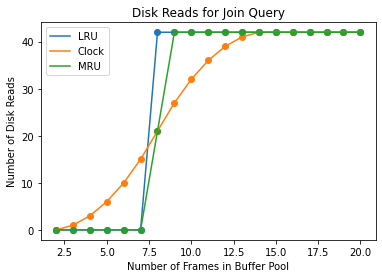 Disk Reads for Join Query
LRU
Clock
MRU
Number of Disk Reads
40
30
20
10
0
2.5 5.0 7.5 10.0 12.5 15.0 17.5 20.0
Number of Frames in Buffer Pool